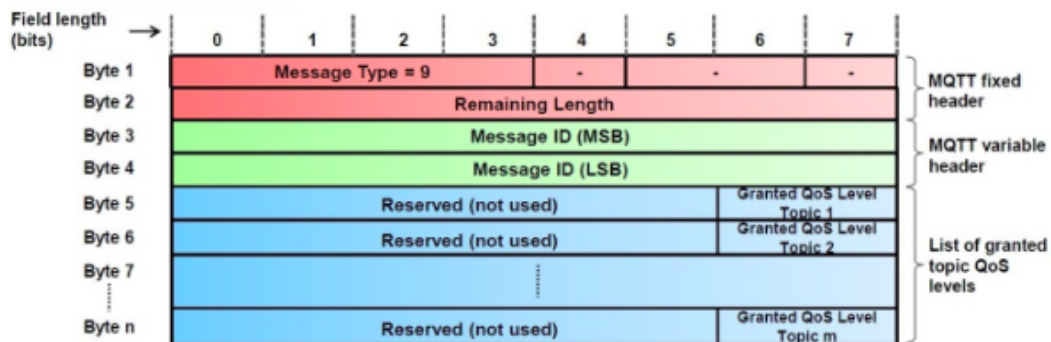 Field length
(bits)
0 1 2 3 4 5 6 7
Byte 1
Message Type = 9
-
-
-
MQTT fixed
header
Byte 2
Remaining Length
Byte 3
Message ID (MSB)
MQTT variable
header
Byte 4
Message ID (LSB)
Byte 5
Reserved (not used)
Granted QoS Level
Topic 1
Byte 6
Reserved (not used)
Granted QoS Level
Topic 2
List of granted
topic QoS
levels
Byte 7
Byte n
Reserved (not used)
Granted QoS Level
Topic m